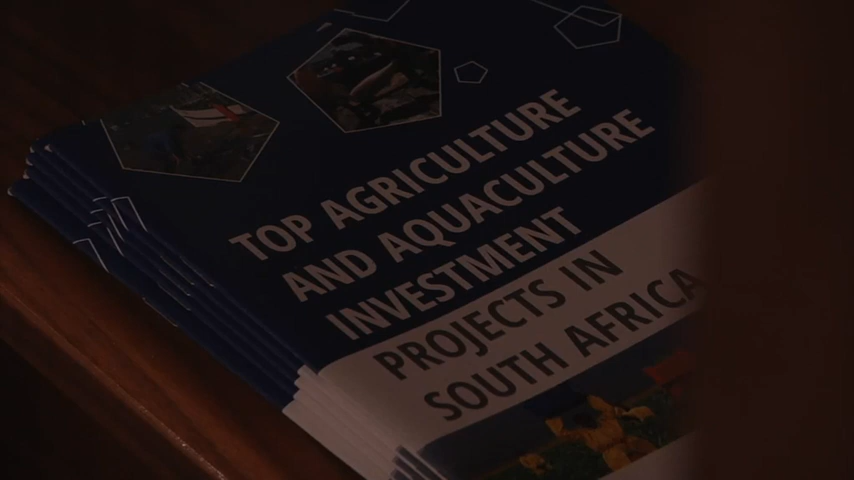 TOP AGRICULTURE
AND AQUACULTURE
INVESTMENT
PROJECTS IN
SOUTH AFRICA